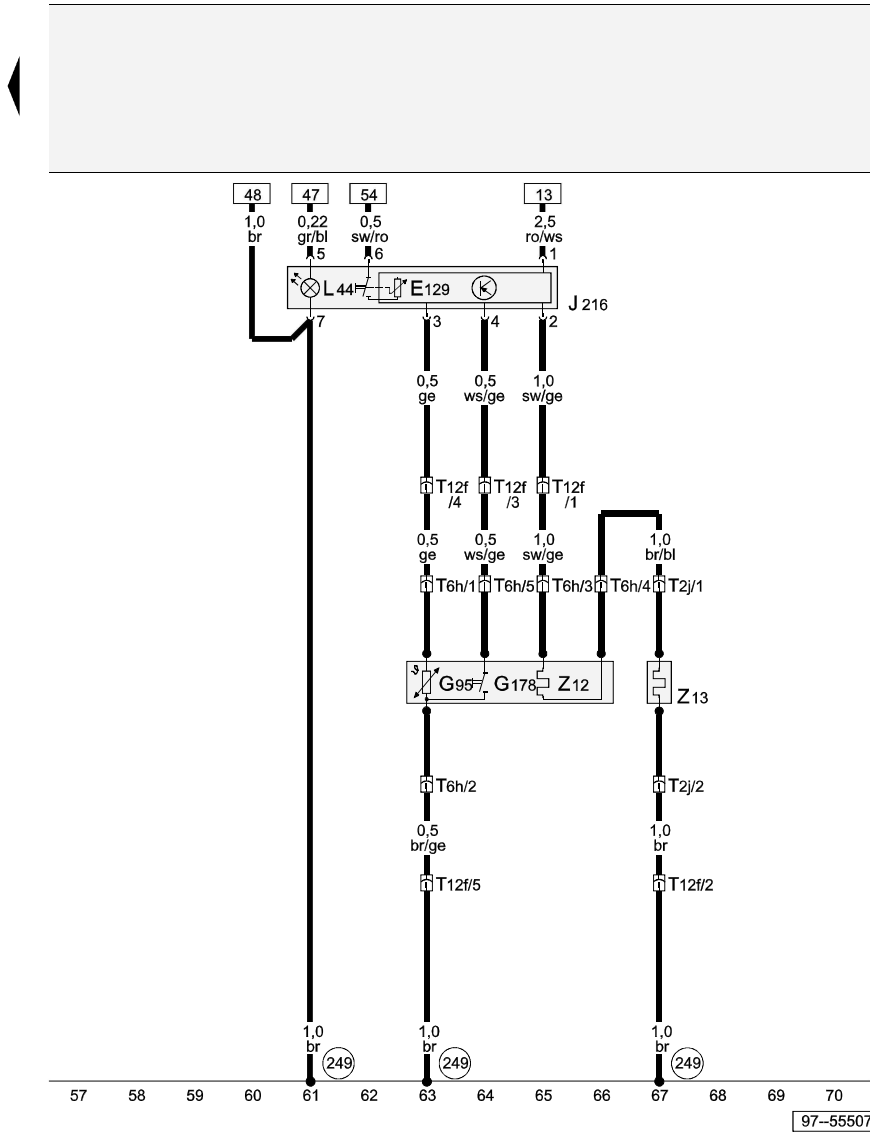 48 47 54 13
1,0 0,22 0,5 2,5
br gr/bl sw/ro ro/ws
5 6 1
L 44 E129
J 216
7 3 4 2
0,5 0,5 1,0
ge ws/ge sw/ge
T12f T12f T12f
/4 /3 /1
0,5 0,5 1,0 1,0
ge ws/ge sw/ge br/bl
T6h/1 T6h/5 T6h/3 T6h/4 T2j/1
ϑ
G95 G178 Z12
Z13
T6h/2 T2j/2
0,5 1,0
br/ge br
T12f/5 T12f/2
1,0 1,0 1,0
br br br
249 249 249
57 58 59 60 61 62 63 64 65 66 67 68 69 70
97--55507